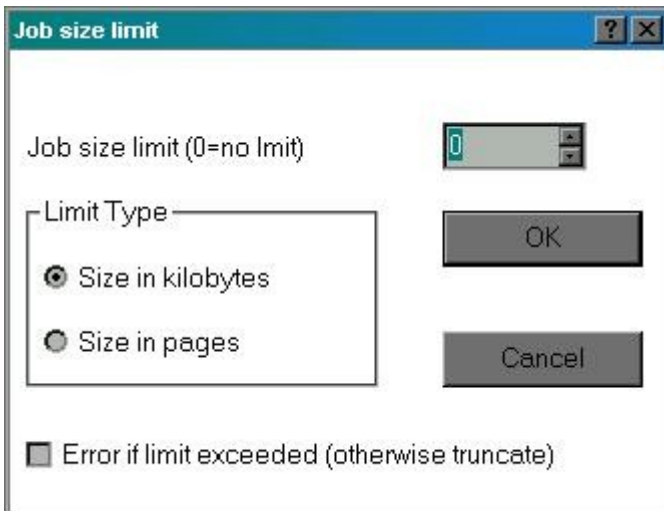 Job size limit
Job size limit (0=no lmit)
0
Limit Type
Size in kilobytes
Size in pages
OK
Cancel
Error if limit exceeded (otherwise truncate)